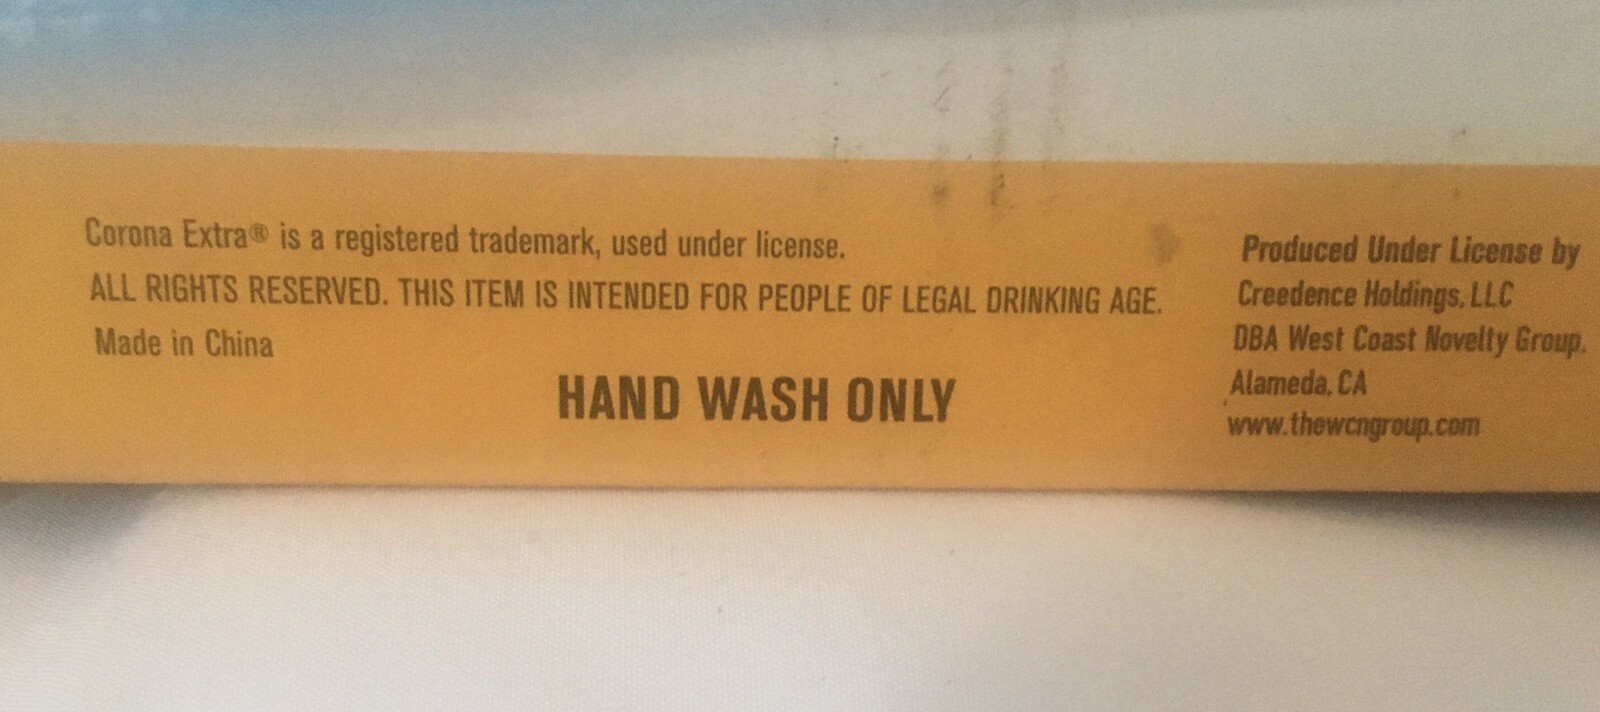 Corona Extra® is a registered trademark, used under license.
ALL RIGHTS RESERVED. THIS ITEM IS INTENDED FOR PEOPLE OF LEGAL DRINKING AGE.
Made in China
HAND WASH ONLY
Produced Under License by
Creedence Holdings, LLC
DBA West Coast Novelty Group.
Alameda, CA
www.thewcngroup.com